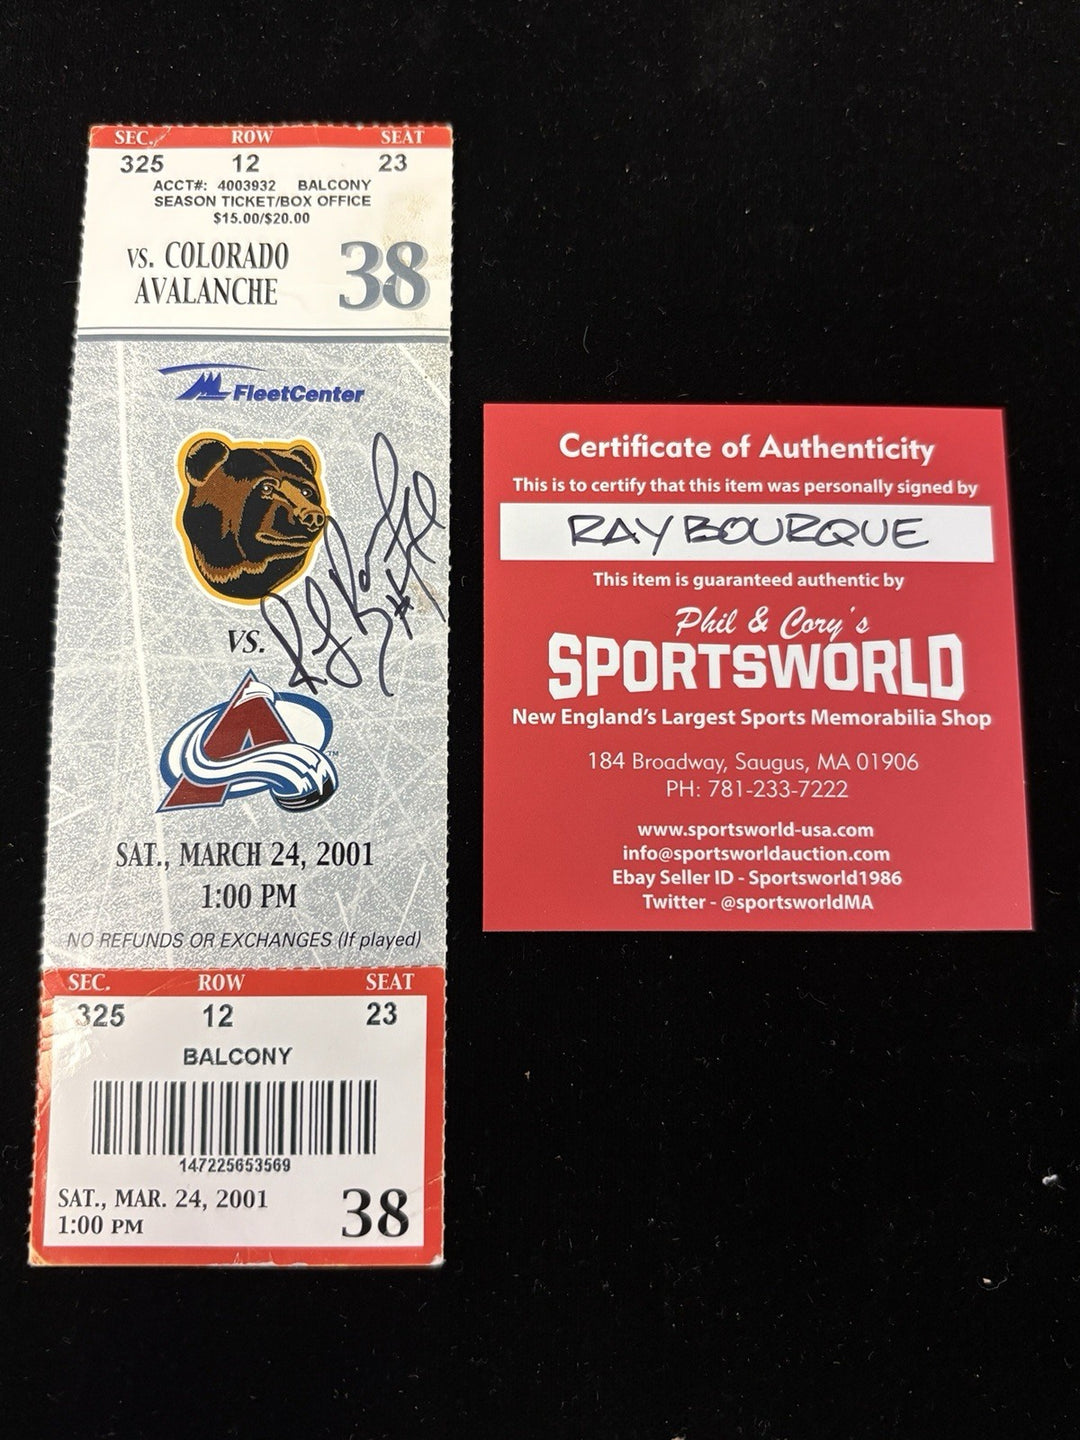 SEC. ROW SEAT
325 12 23
ACCT#: 4003932 BALCONY
SEASON TICKET/BOX OFFICE
$15.00/$20.00
VS. COLORADO
AVALANCHE
38
FleetCenter
VS.
A
TM
SAT., MARCH 24, 2001
1:00 PM
NO REFUNDS OR EXCHANGES (If played)
SEC. ROW SEAT
325 12 23
BALCONY
147225653569
SAT., MAR. 24, 2001
1:00 PM
38
Certificate of Authenticity
This is to certify that this item was personally signed by
RAY BOURQUE
This item is guaranteed authentic by
Phil & Cory's
SPORTSWORLD
New England's Largest Sports Memorabilia Shop
184 Broadway, Saugus, MA 01906
PH: 781-233-7222
www.sportsworld-usa.com
info@sportsworldauction.com
Ebay Seller ID - Sportsworld1986
Twitter - @sportsworldMA